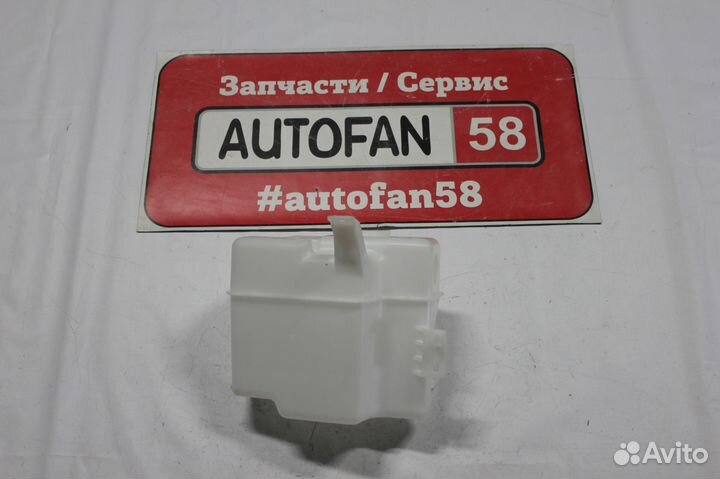 Запчасти / Сервис
AUTOFAN 58
#autofan58
Avito